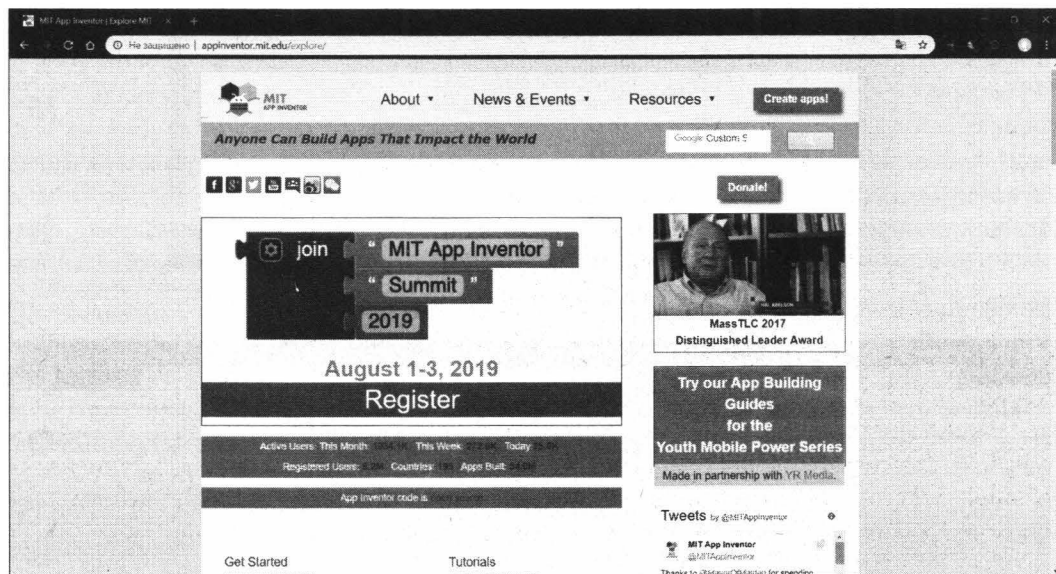 MIT App Inventor | Explore MIT
Не защищено | appinventor.mit.edu/explore/
MIT
APP INVENTOR
About
News & Events
Resources
Create apps!
Anyone Can Build Apps That Impact the World
Google Custom S
Donate!
join
" MIT App Inventor "
" Summit "
2019
August 1-3, 2019
Register
Active Users: This Month: This Week: Today:
Registered Users: Countries: Apps Built:
App Inventor code is
Get Started
Tutorials
HAL ABELSON
MassTLC 2017
Distinguished Leader Award
Try our App Building
Guides
for the
Youth Mobile Power Series
Made in partnership with YR Media.
Tweets by @MITAppInventor
MIT App Inventor
@MITAppInventor
for spending